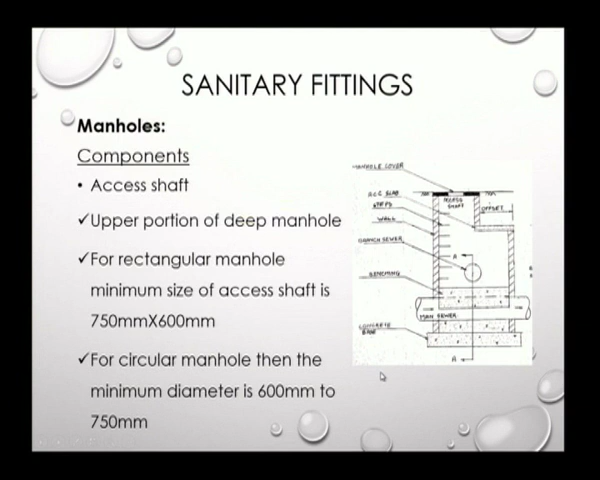 SANITARY FITTINGS
Manholes:
Components
• Access shaft
✓Upper portion of deep manhole
✓For rectangular manhole
minimum size of access shaft is
750mmX600mm
✓For circular manhole then the
minimum diameter is 600mm to
750mm
MANHOLE COVER
R.C.C SLAB
STEPS
WALL
BRANCH SEWER
BENCHING
CONCRETE
BASE
ACCESS
SHAFT
OFFSET
A
MAIN SEWER
A